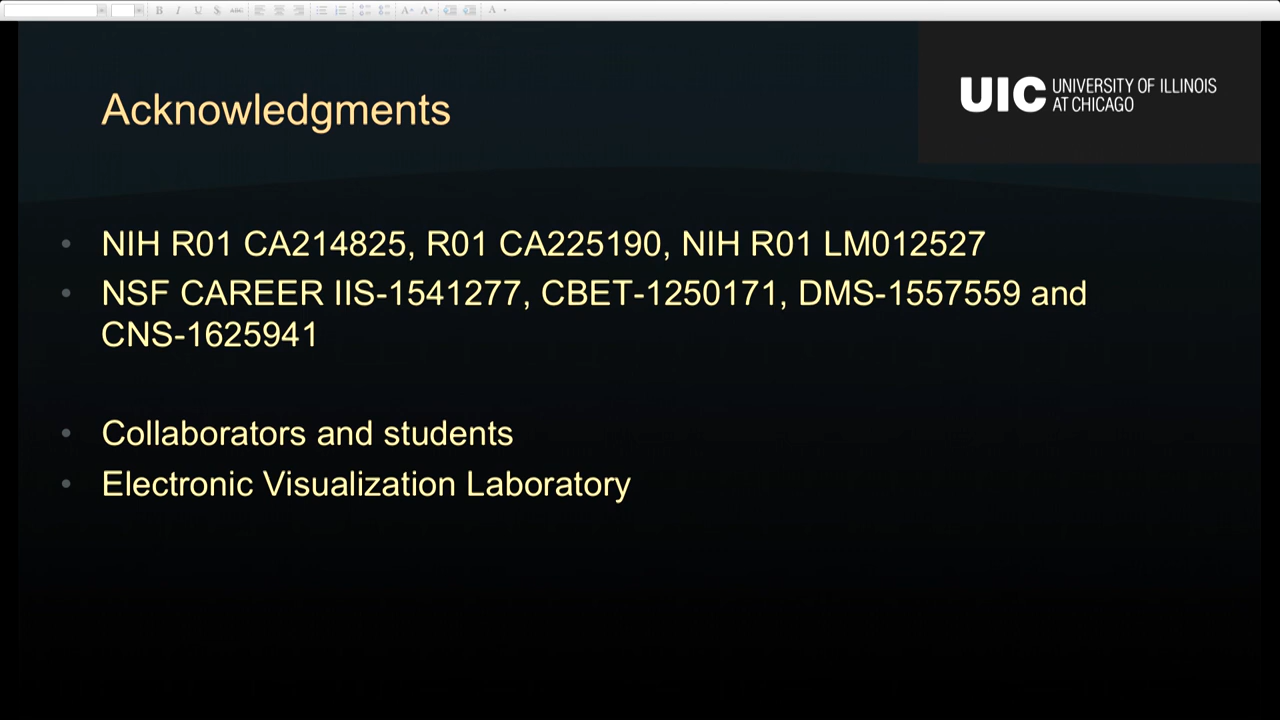 Acknowledgments
UIC UNIVERSITY OF ILLINOIS
AT CHICAGO
• NIH R01 CA214825, R01 CA225190, NIH R01 LM012527
• NSF CAREER IIS-1541277, CBET-1250171, DMS-1557559 and
CNS-1625941
• Collaborators and students
• Electronic Visualization Laboratory